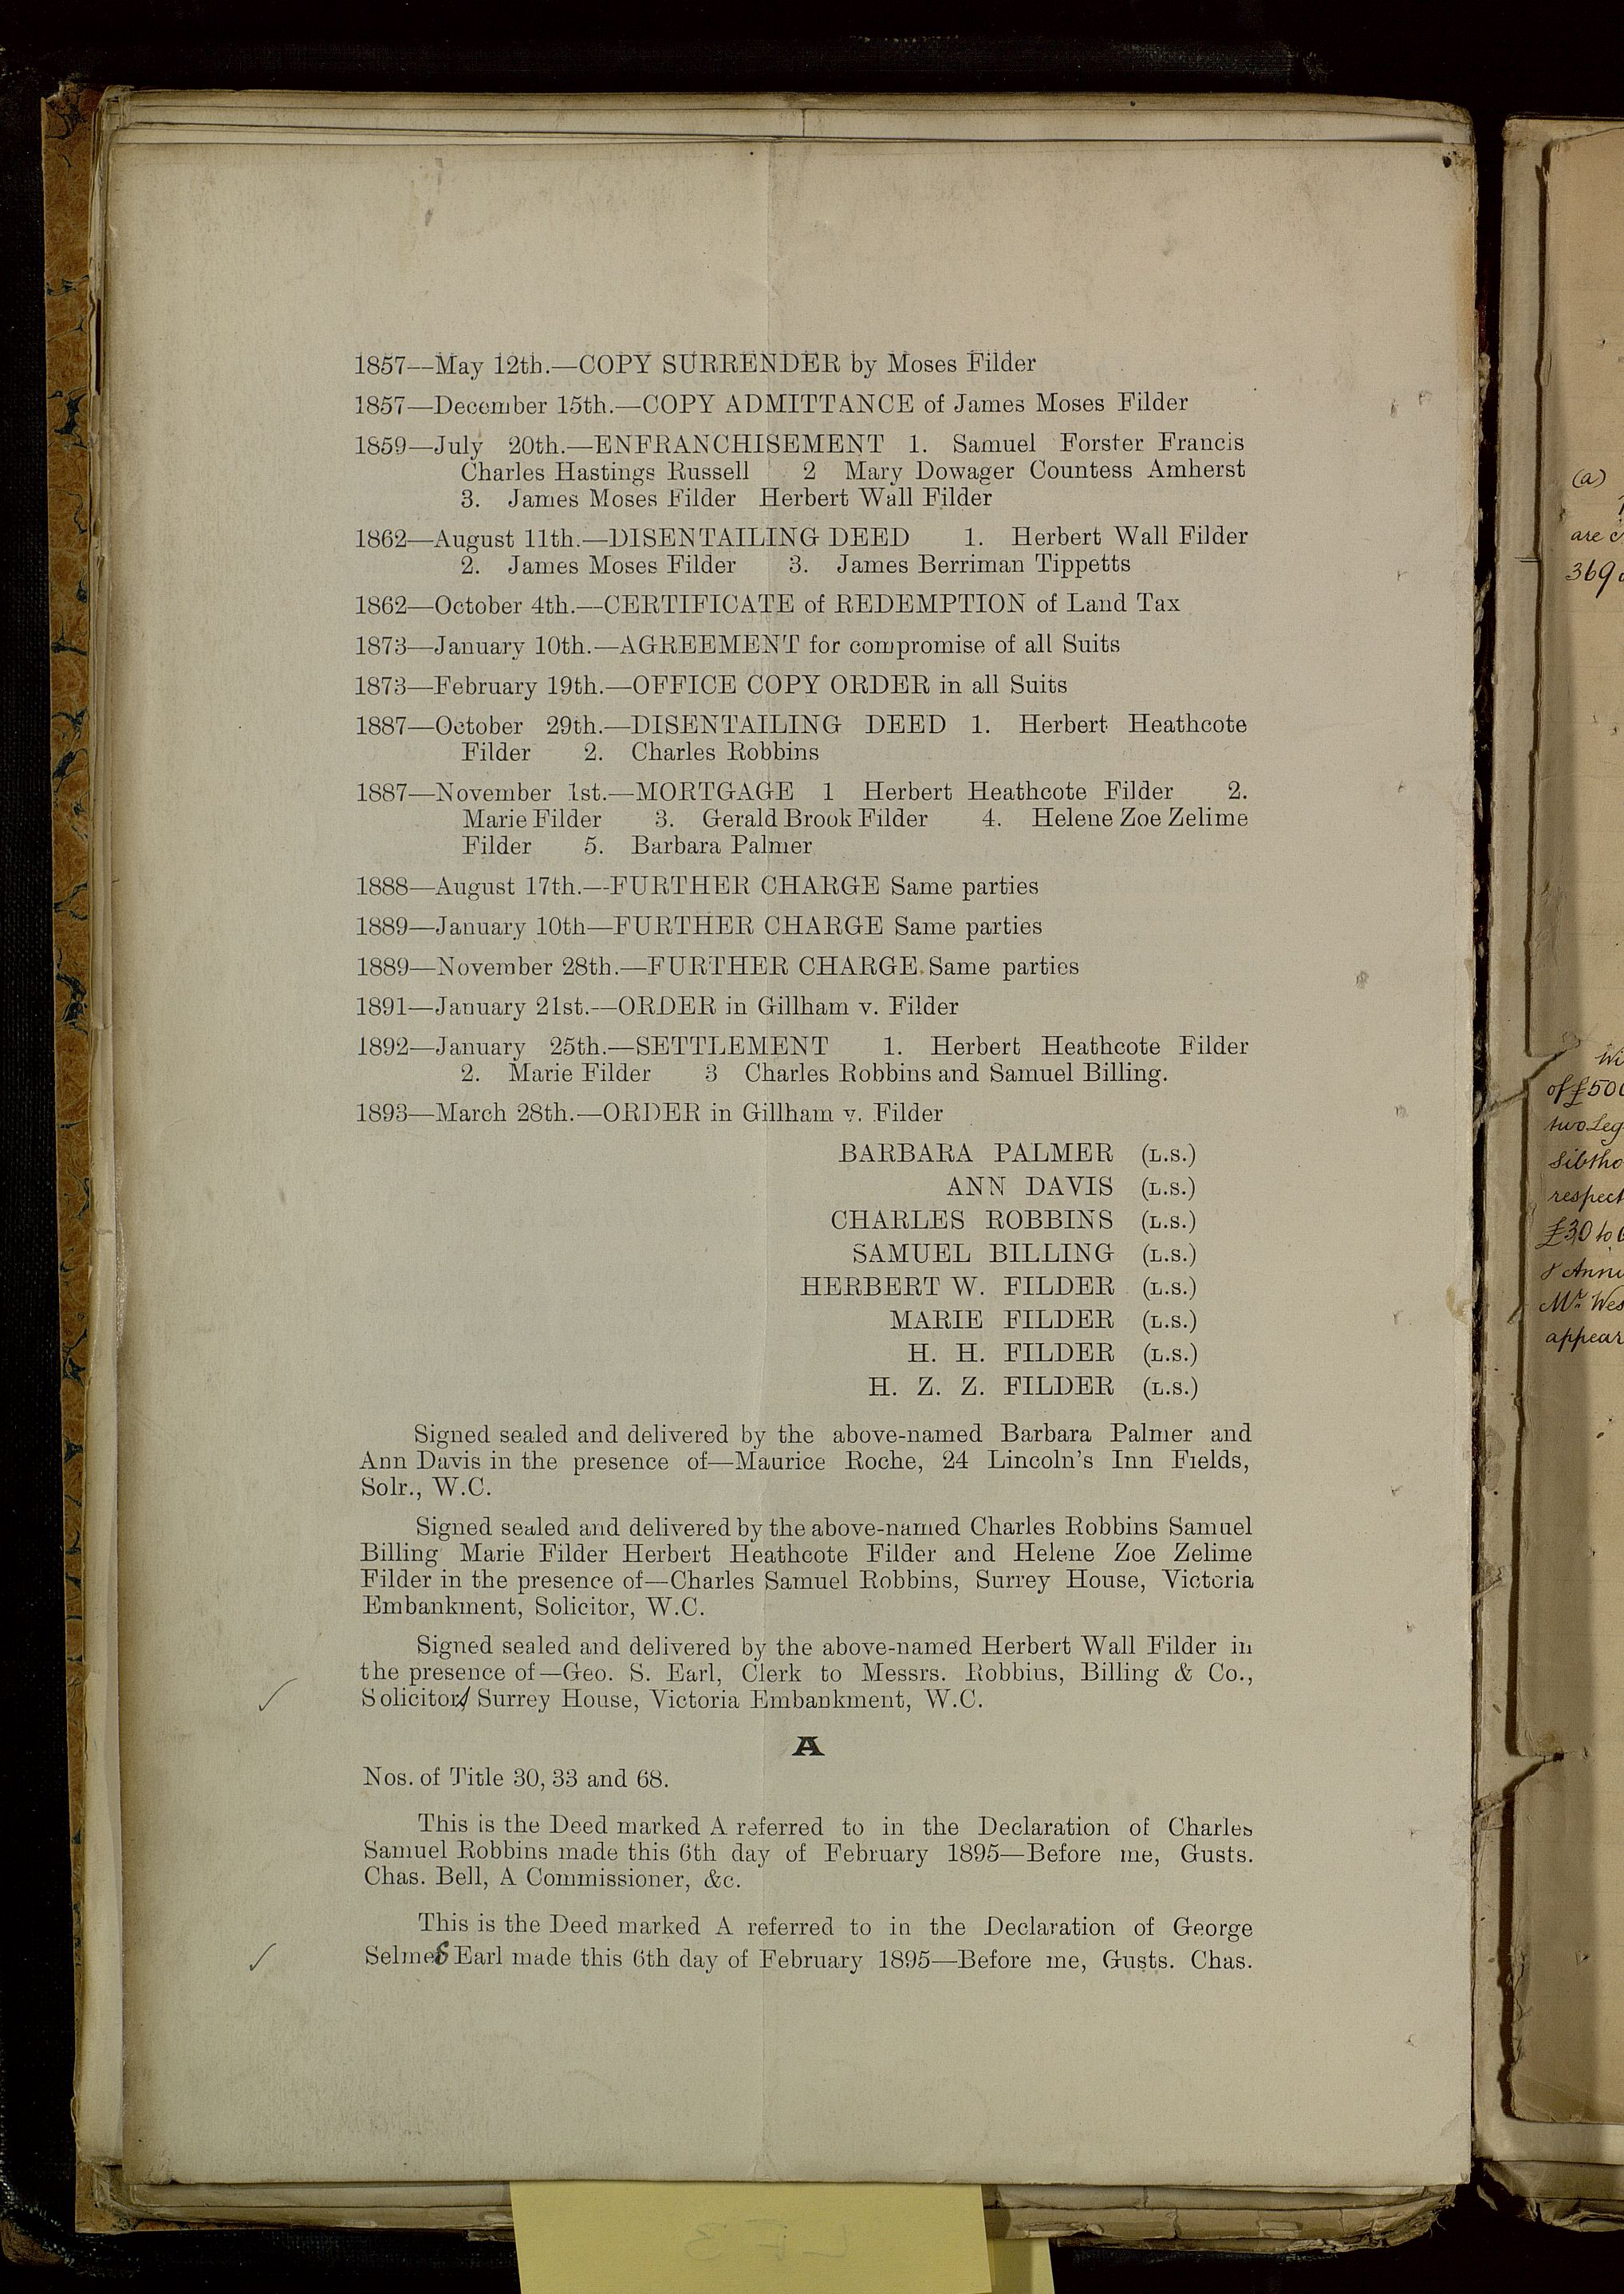 1857—May 12th.—COPY SURRENDER by Moses Filder
1857—December 15th.—COPY ADMITTANCE of James Moses Filder
1859—July 20th.—ENFRANCHISEMENT 1. Samuel Forster Francis
Charles Hastings Russell 2 Mary Dowager Countess Amherst
3. James Moses Filder Herbert Wall Filder
1862—August 11th.—DISENTAILING DEED 1. Herbert Wall Filder
2. James Moses Filder 3. James Berriman Tippetts
1862—October 4th.—CERTIFICATE of REDEMPTION of Land Tax
1873—January 10th.—AGREEMENT for compromise of all Suits
1873—February 19th.—OFFICE COPY ORDER in all Suits
1887—October 29th.—DISENTAILING DEED 1. Herbert Heathcote
Filder 2. Charles Robbins
1887—November 1st.—MORTGAGE 1 Herbert Heathcote Filder 2.
Marie Filder 3. Gerald Brook Filder 4. Helene Zoe Zelime
Filder 5. Barbara Palmer
1888—August 17th.—FURTHER CHARGE Same parties
1889—January 10th—FURTHER CHARGE Same parties
1889—November 28th.—FURTHER CHARGE Same parties
1891—January 21st.—ORDER in Gillham v. Filder
1892—January 25th.—SETTLEMENT 1. Herbert Heathcote Filder
2. Marie Filder 3 Charles Robbins and Samuel Billing.
1893—March 28th.—ORDER in Gillham v. Filder
BARBARA PALMER (L.S.)
ANN DAVIS (L.S.)
CHARLES ROBBINS (L.S.)
SAMUEL BILLING (L.S.)
HERBERT W. FILDER (L.S.)
MARIE FILDER (L.S.)
H. H. FILDER (L.S.)
H. Z. Z. FILDER (L.S.)
Signed sealed and delivered by the above-named Barbara Palmer and
Ann Davis in the presence of—Maurice Roche, 24 Lincoln's Inn Fields,
Solr., W.C.
Signed sealed and delivered by the above-named Charles Robbins Samuel
Billing Marie Filder Herbert Heathcote Filder and Helene Zoe Zelime
Filder in the presence of—Charles Samuel Robbins, Surrey House, Victoria
Embankment, Solicitor, W.C.
Signed sealed and delivered by the above-named Herbert Wall Filder in
the presence of—Geo. S. Earl, Clerk to Messrs. Robbins, Billing & Co.,
Solicitors Surrey House, Victoria Embankment, W.C.
A
Nos. of Title 30, 33 and 68.
This is the Deed marked A referred to in the Declaration of Charles
Samuel Robbins made this 6th day of February 1895—Before me, Gusts.
Chas. Bell, A Commissioner, &c.
This is the Deed marked A referred to in the Declaration of George
Selmes Earl made this 6th day of February 1895—Before me, Gusts. Chas.
(a)
are
369
of £500
two
respect
£30 to
Mr. Wes
appear